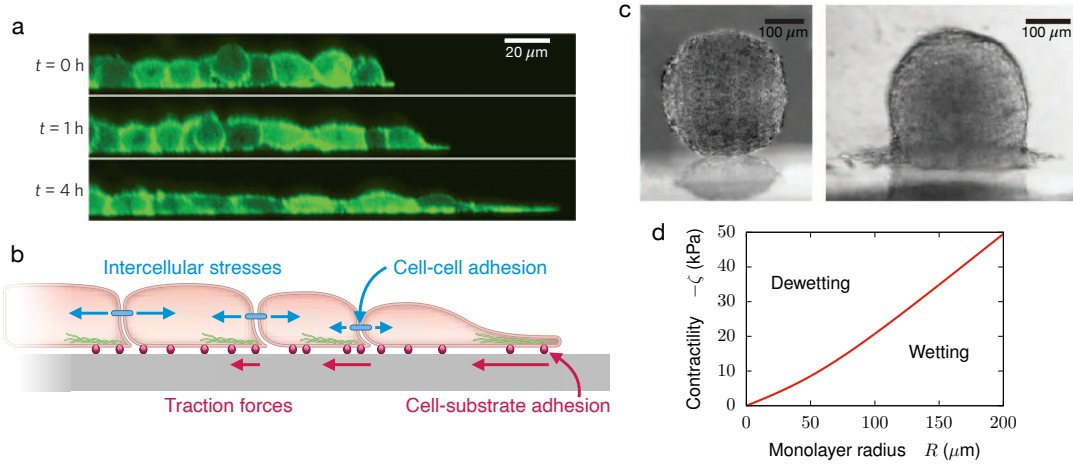 a
20 μm
t = 0 h
t = 1 h
t = 4 h
b
Intercellular stresses
Cell-cell adhesion
Traction forces
Cell-substrate adhesion
c
100 μm
100 μm
d
Contractility −ζ (kPa)
50
40
30
20
10
0
Dewetting
Wetting
0
50
100
150
200
Monolayer radius R (μm)